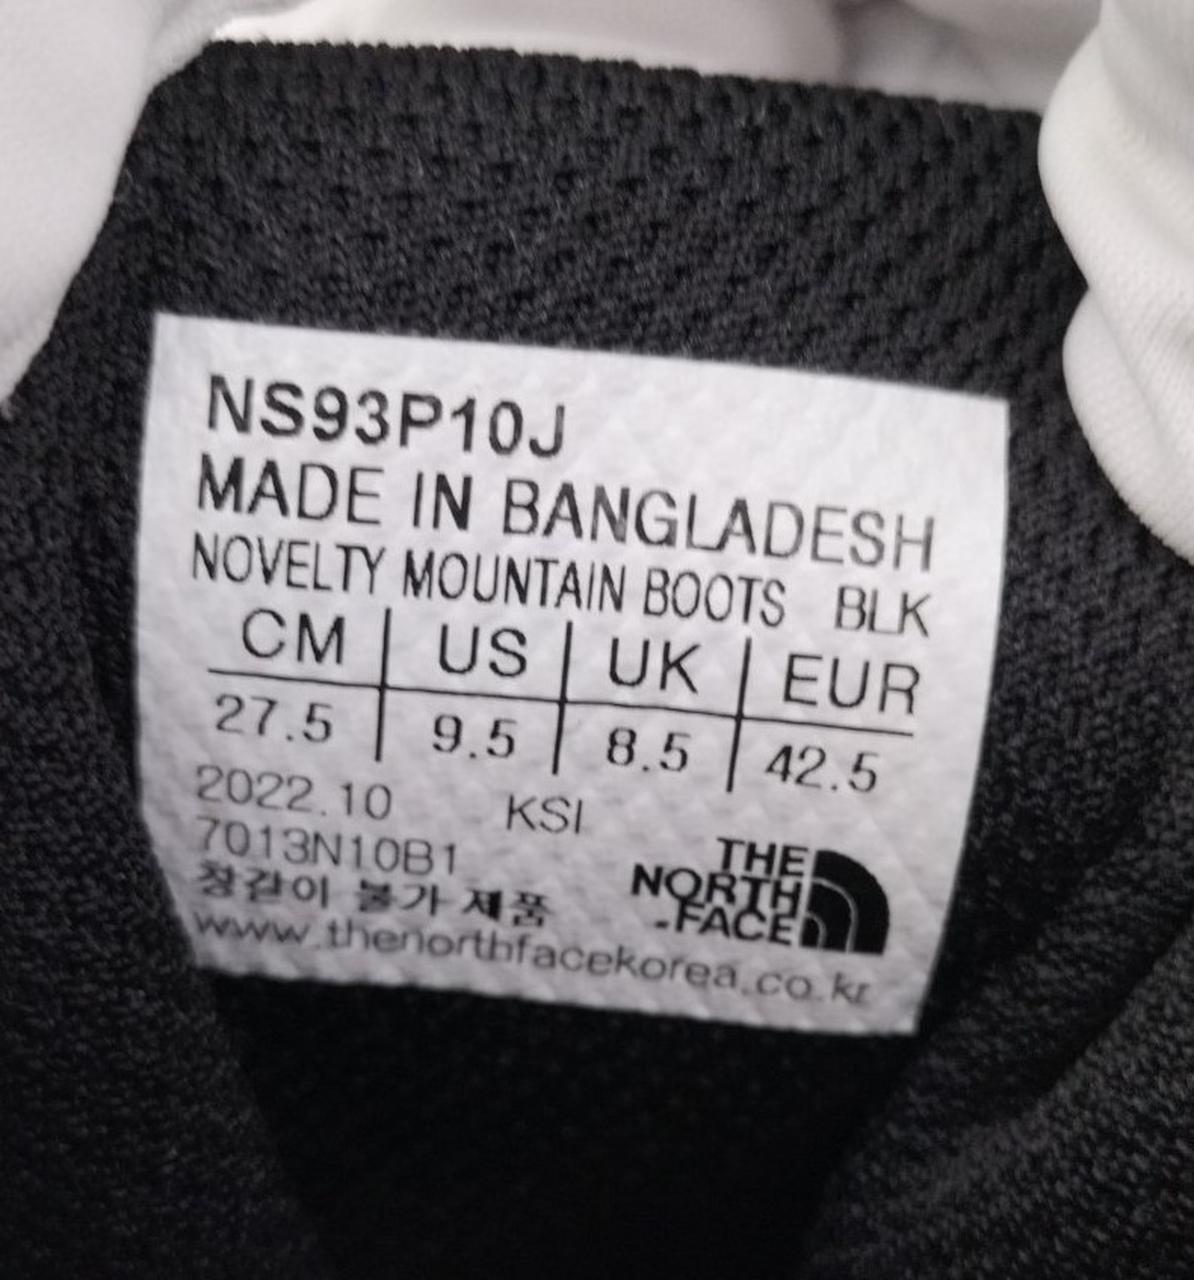 NS93P10J
MADE IN BANGLADESH
NOVELTY MOUNTAIN BOOTS BLK
CM US UK EUR
27.5 9.5 8.5 42.5
2022.10 KSI
7013N10B1
창갈이 불가 제품
www.thenorthfacekorea.co.kr
THE
NORTH
-FACE